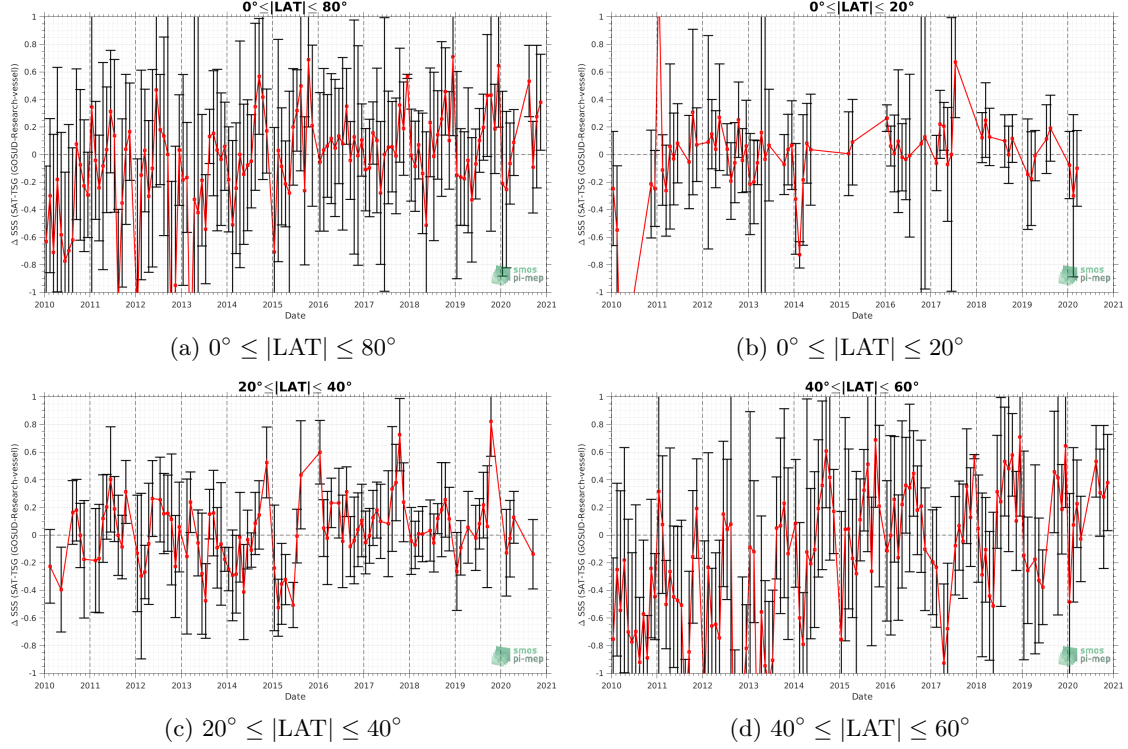 0°≤|LAT|≤ 80°
Δ SSS (SAT-TSG (GOSUD-Research-vessel))
1
0.8
0.6
0.4
0.2
0
-0.2
-0.4
-0.6
-0.8
-1
2010 2011 2012 2013 2014 2015 2016 2017 2018 2019 2020 2021
Date
smos
pi-mep
(a) 0° ≤ |LAT| ≤ 80°
0°≤|LAT|≤ 20°
Δ SSS (SAT-TSG (GOSUD-Research-vessel))
1
0.8
0.6
0.4
0.2
0
-0.2
-0.4
-0.6
-0.8
-1
2010 2011 2012 2013 2014 2015 2016 2017 2018 2019 2020 2021
Date
smos
pi-mep
(b) 0° ≤ |LAT| ≤ 20°
20°≤|LAT|≤ 40°
Δ SSS (SAT-TSG (GOSUD-Research-vessel))
1
0.8
0.6
0.4
0.2
0
-0.2
-0.4
-0.6
-0.8
-1
2010 2011 2012 2013 2014 2015 2016 2017 2018 2019 2020 2021
Date
smos
pi-mep
(c) 20° ≤ |LAT| ≤ 40°
40°≤|LAT|≤ 60°
Δ SSS (SAT-TSG (GOSUD-Research-vessel))
1
0.8
0.6
0.4
0.2
0
-0.2
-0.4
-0.6
-0.8
-1
2010 2011 2012 2013 2014 2015 2016 2017 2018 2019 2020 2021
Date
smos
pi-mep
(d) 40° ≤ |LAT| ≤ 60°